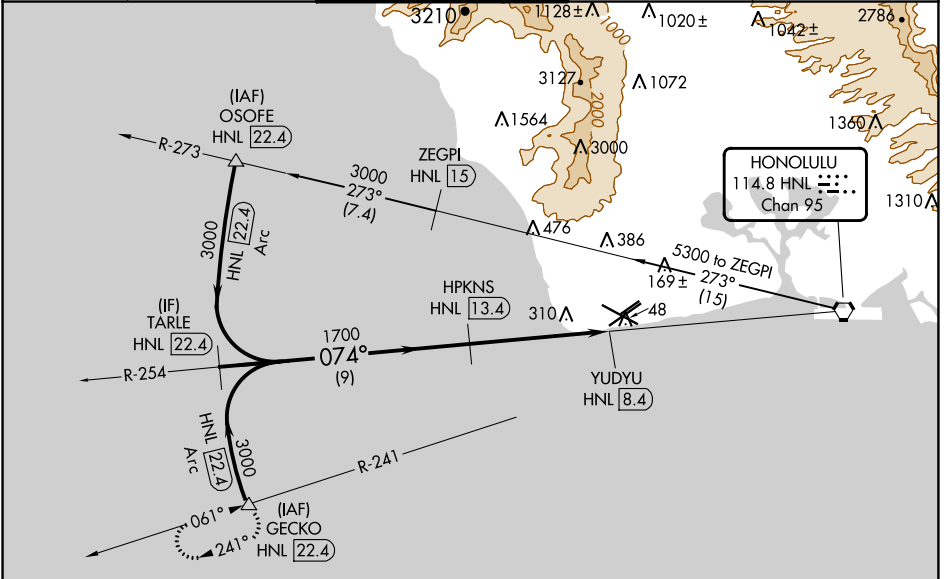 3210
1128±
1000
1020±
1042±
2786
3127
1072
2000
1564
1360
3000
(IAF)
OSOFE
HNL 22.4
R-273
ZEGPI
HNL 15
3000
273°
(7.4)
HONOLULU
114.8 HNL
Chan 95
1310
3000
HNL 22.4
Arc
476
386
5300 to ZEGPI
273°
(15)
169±
HPKNS
HNL 13.4
310
48
(IF)
TARLE
HNL 22.4
1700
074°
(9)
R-254
YUDYU
HNL 8.4
HNL 22.4
Arc
3000
R-241
061°
241°
(IAF)
GECKO
HNL 22.4